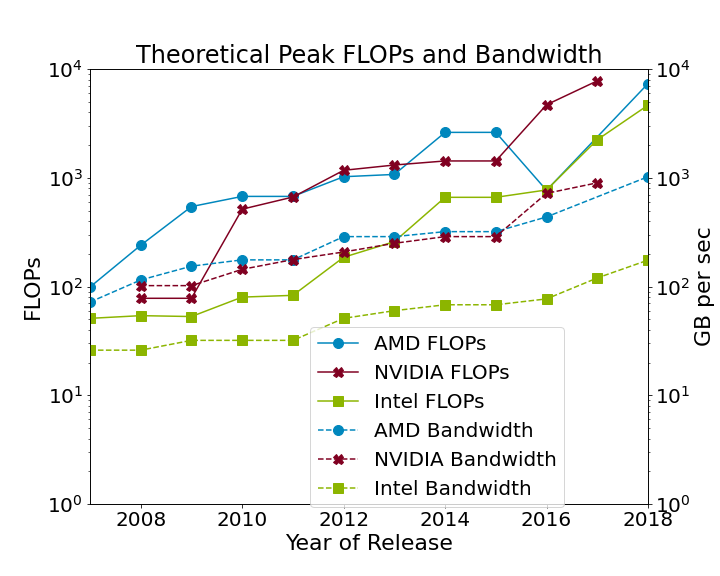 Theoretical Peak FLOPs and Bandwidth
10^4
10^3
10^2
10^1
10^0
FLOPs
10^4
10^3
10^2
10^1
10^0
GB per sec
AMD FLOPs
NVIDIA FLOPs
Intel FLOPs
AMD Bandwidth
NVIDIA Bandwidth
Intel Bandwidth
2008 2010 2012 2014 2016 2018
Year of Release